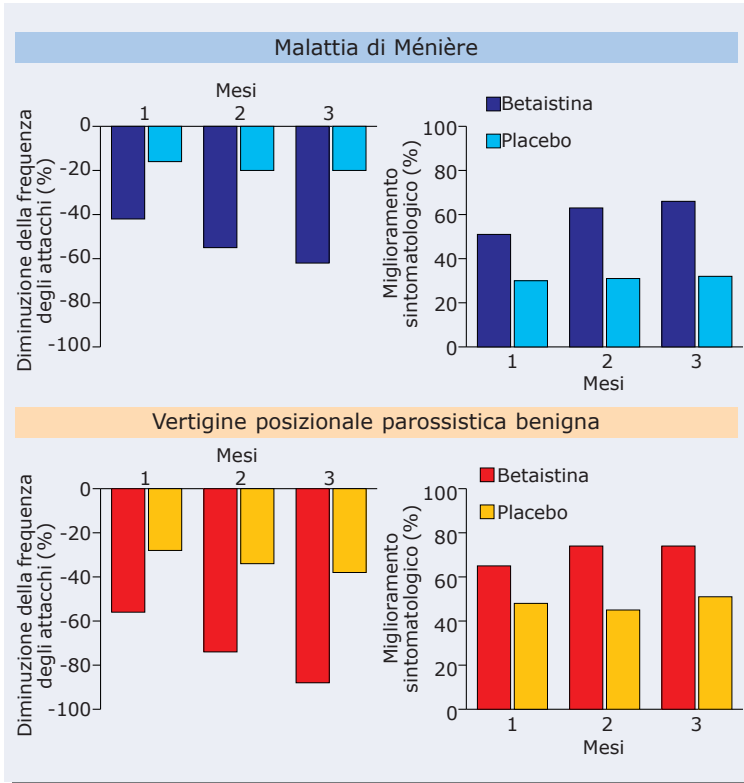 Malattia di Ménière
Mesi
1 2 3
0
-20
-40
-60
-80
-100
Diminuzione della frequenza
degli attacchi (%)
Betaistina
Placebo
100
80
60
40
20
0
Miglioramento
sintomatologico (%)
1 2 3
Mesi
Vertigine posizionale parossistica benigna
Mesi
1 2 3
0
-20
-40
-60
-80
-100
Diminuzione della frequenza
degli attacchi (%)
Betaistina
Placebo
100
80
60
40
20
0
Miglioramento
sintomatologico (%)
1 2 3
Mesi